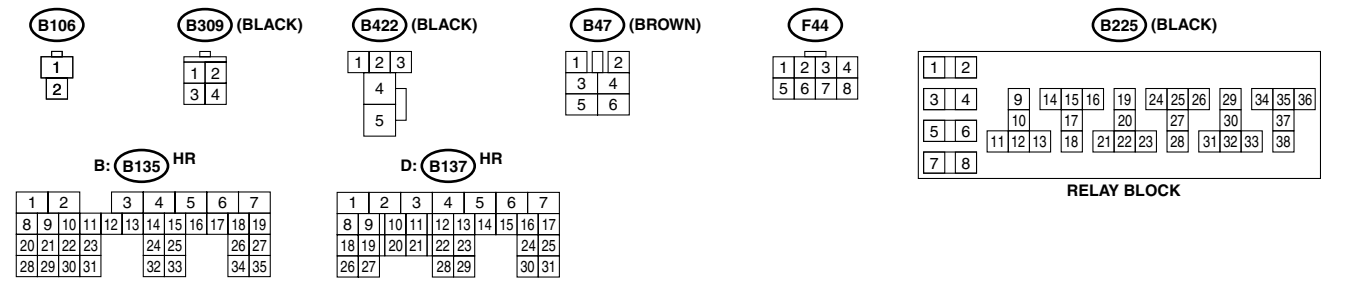 B106
B309 (BLACK)
B422 (BLACK)
B47 (BROWN)
F44
B225 (BLACK)
1
2
1 2
3 4
1 2 3
4
5
1 2
3 4
5 6
1 2 3 4
5 6 7 8
1 2
3 4 9 14 15 16 19 24 25 26 29 34 35 36
10 17 20 27 30 37
5 6 11 12 13 18 21 22 23 28 31 32 33 38
7 8
RELAY BLOCK
B: B135 HR
1 2 3 4 5 6 7
8 9 10 11 12 13 14 15 16 17 18 19
20 21 22 23 24 25 26 27
28 29 30 31 32 33 34 35
D: B137 HR
1 2 3 4 5 6 7
8 9 10 11 12 13 14 15 16 17
18 19 20 21 22 23 24 25
26 27 28 29 30 31